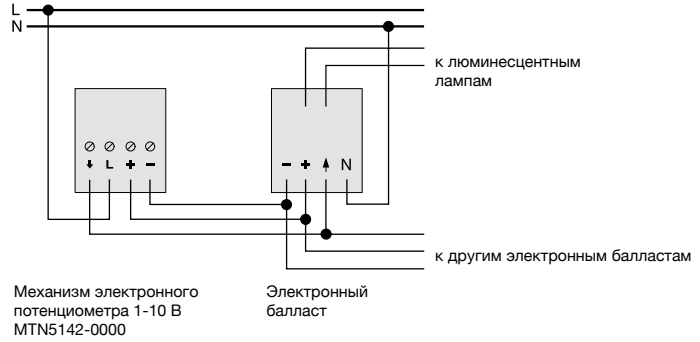 L
N
к люминесцентным
лампам
↓ L + −
− + ↑ N
к другим электронным балластам
Механизм электронного
потенциометра 1-10 В
MTN5142-0000
Электронный
балласт